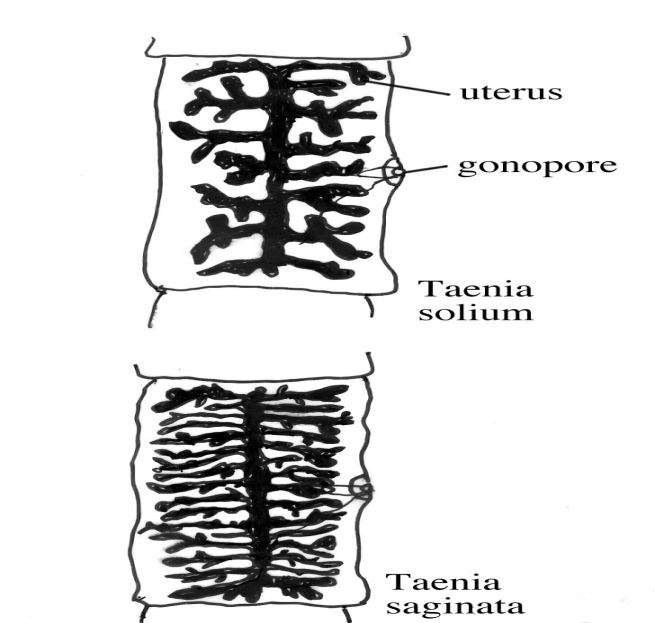 uterus
gonopore
Taenia
solium
Taenia
saginata